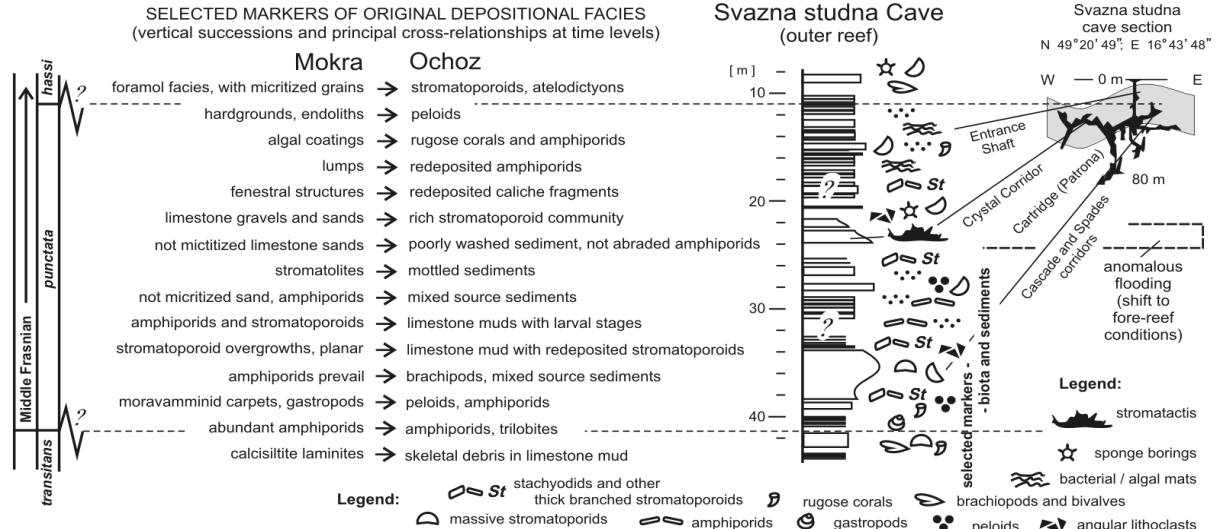 SELECTED MARKERS OF ORIGINAL DEPOSITIONAL FACIES
(vertical successions and principal cross-relationships at time levels)
Mokra Ochoz
foramol facies, with micritized grains → stromatoporoids, atelodictyons
hardgrounds, endoliths → peloids
algal coatings → rugose corals and amphiporids
lumps → redeposited amphiporids
fenestral structures → redeposited caliche fragments
limestone gravels and sands → rich stromatoporoid community
not mictitized limestone sands → poorly washed sediment, not abraded amphiporids
stromatolites → mottled sediments
not micritized sand, amphiporids → mixed source sediments
amphiporids and stromatoporoids → limestone muds with larval stages
stromatoporoid overgrowths, planar → limestone mud with redeposited stromatoporoids
amphiporids prevail → brachipods, mixed source sediments
moravamminid carpets, gastropods → peloids, amphiporids
abundant amphiporids → amphiporids, trilobites
calcisiltite laminites → skeletal debris in limestone mud
Middle Frasnian
hassi
punctata
transitans
?
?
Svazna studna Cave
(outer reef)
[ m ]
10
20
30
40
?
?
St
St
St
St
selected markers -
- biota and sediments
Svazna studna
cave section
N 49°20' 49"; E 16°43' 48"
W 0 m E
80 m
Entrance
Shaft
Crystal Corridor
Cartridge (Patrona)
Cascade and Spades
corridors
anomalous
flooding
(shift to
fore-reef
conditions)
Legend:
stromatactis
sponge borings
bacterial / algal mats
Legend:
St stachyodids and other
thick branched stromatoporoids
rugose corals
brachiopods and bivalves
massive stromatoporoids
amphiporids
gastropods
peloids
angular lithoclasts